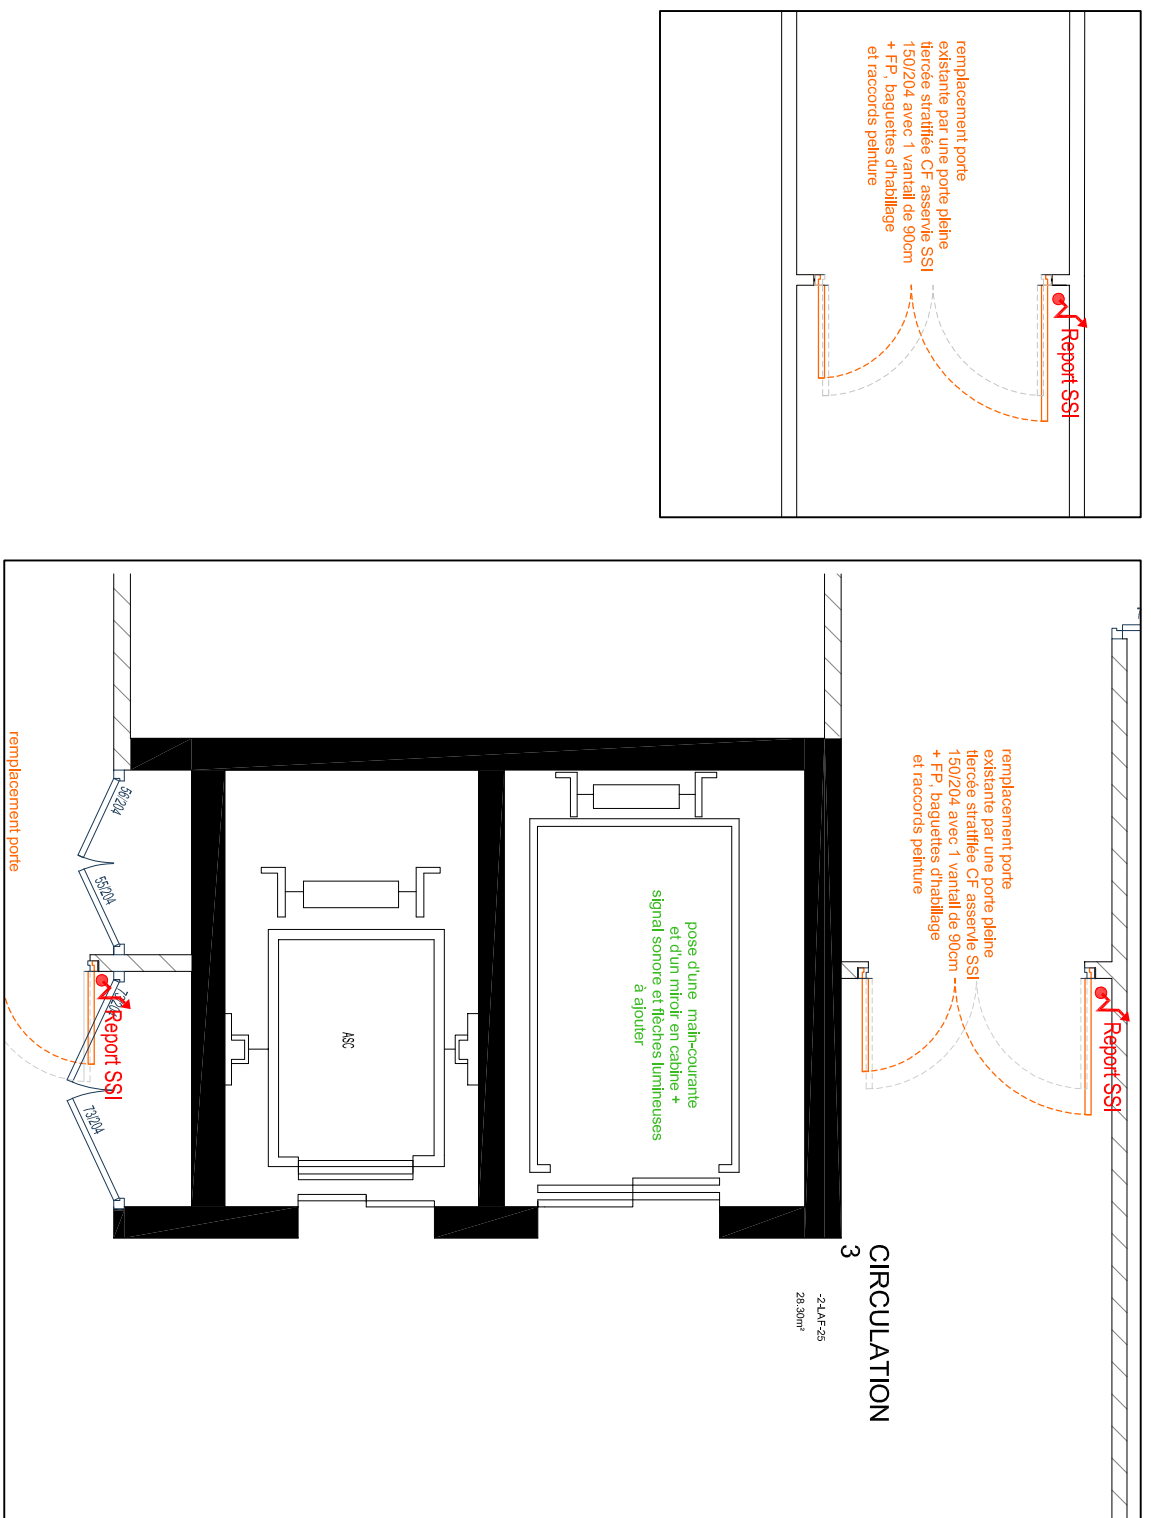 remplacement porte
existante par une porte pleine
tiercée stratifiée CF asservie SSI
150/204 avec 1 vantail de 90cm
+ FP, baguettes d'habillage
et raccords peinture
Report SSI
remplacement porte
existante par une porte pleine
tiercée stratifiée CF asservie SSI
150/204 avec 1 vantail de 90cm
+ FP, baguettes d'habillage
et raccords peinture
Report SSI
pose d'une main-courante
et d'un miroir en cabine +
signal sonore et flèches lumineuses
à ajouter
ASC
CIRCULATION
3
-2-LAF-25
28.30m²
56/204
55/204
Report SSI
73/204
remplacement porte